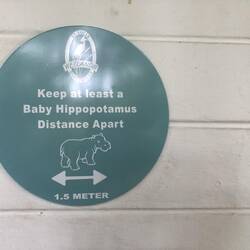 Keep at least a
Baby Hippopotamus
Distance Apart
1.5 METER